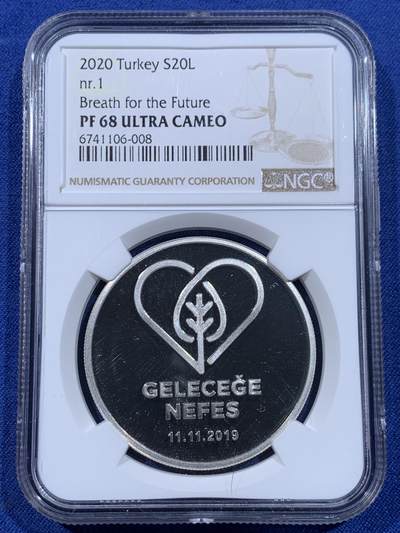 2020 Turkey S20L
nr.1
Breath for the Future
PF 68 ULTRA CAMEO
6741106-008
NUMISMATIC GUARANTY CORPORATION
NGC®
GELECEĞE
NEFES
11.11.2019